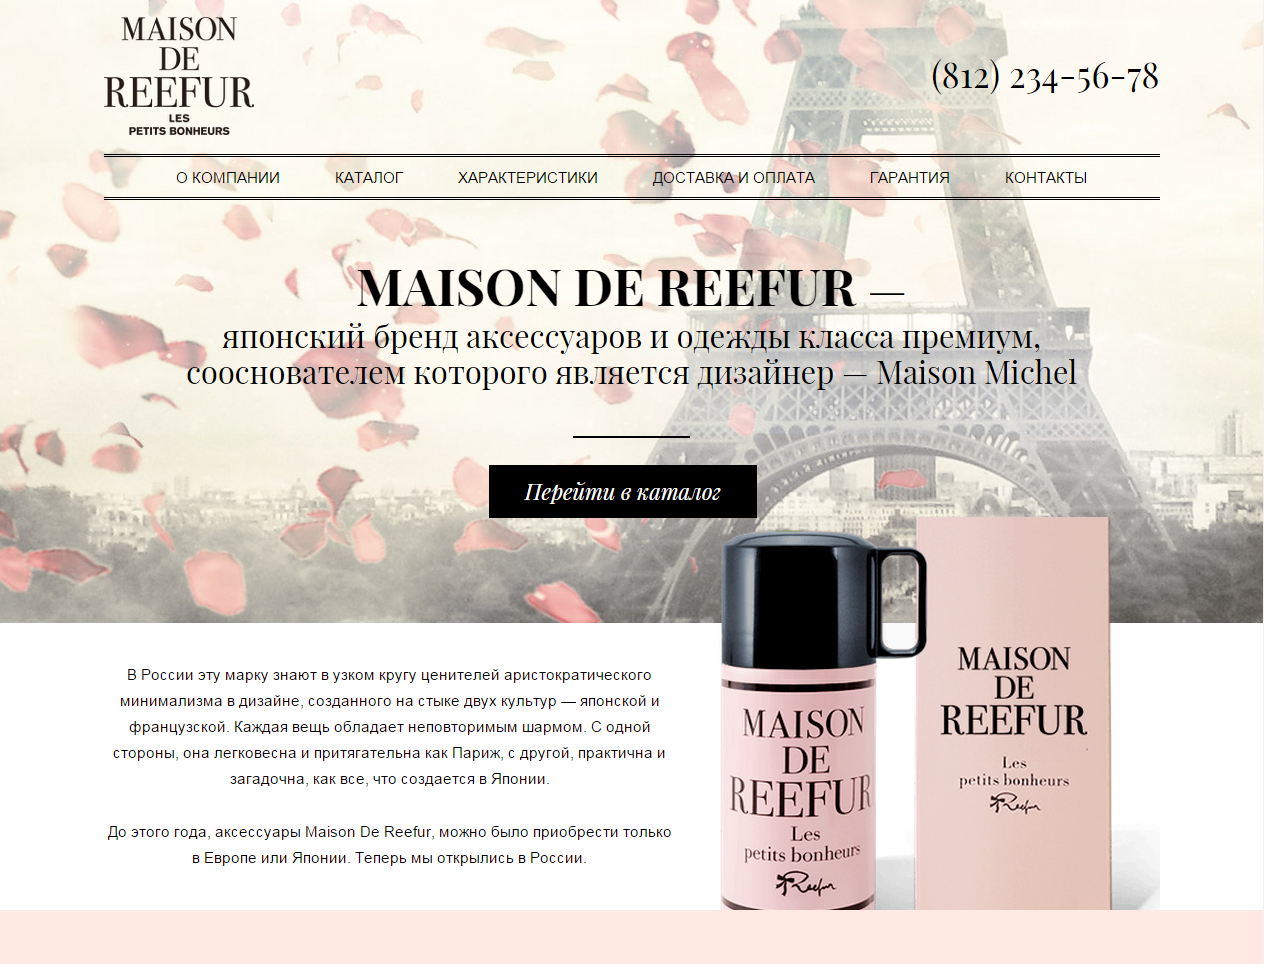 MAISON
DE
REEFUR
LES
PETITS BONHEURS
(812) 234-56-78
О КОМПАНИИ КАТАЛОГ ХАРАКТЕРИСТИКИ ДОСТАВКА И ОПЛАТА ГАРАНТИЯ КОНТАКТЫ
MAISON DE REEFUR —
японский бренд аксессуаров и одежды класса премиум,
сооснователем которого является дизайнер — Maison Michel
Перейти в каталог
В России эту марку знают в узком кругу ценителей аристократического
минимализма в дизайне, созданного на стыке двух культур — японской и
французской. Каждая вещь обладает неповторимым шармом. С одной
стороны, она легковесна и притягательна как Париж, с другой, практична и
загадочна, как все, что создается в Японии.
До этого года, аксессуары Maison De Reefur, можно было приобрести только
в Европе или Японии. Теперь мы открылись в России.
MAISON
DE
REEFUR
Les
petits bonheurs
Reefur
MAISON
DE
REEFUR
Les
petits bonheurs
Reefur